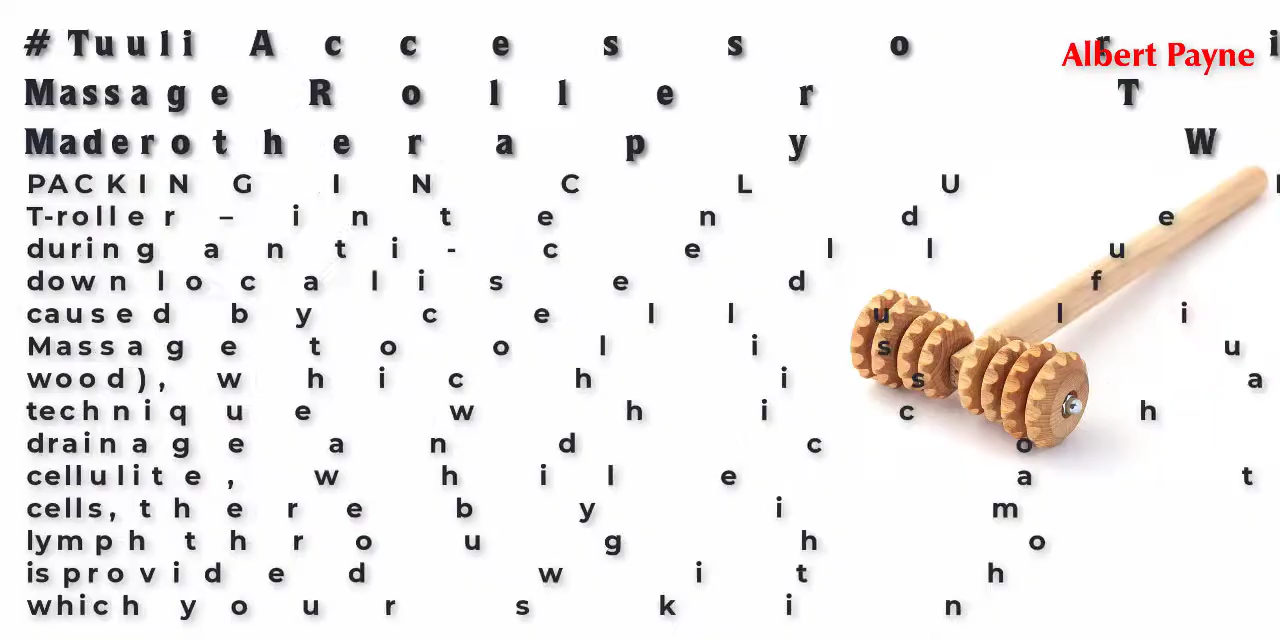 # Tuuli Accessori
Albert Payne
Massage Roller T
Maderotherapy W
PACKING INCLU
T-roller – intende
during anti-cellu
down localised f
caused by celluli
Massage tool is u
wood), which is a
technique which
drainage and co
cellulite, while at
cells, thereby im
lymph through o
is provided with
which your skin